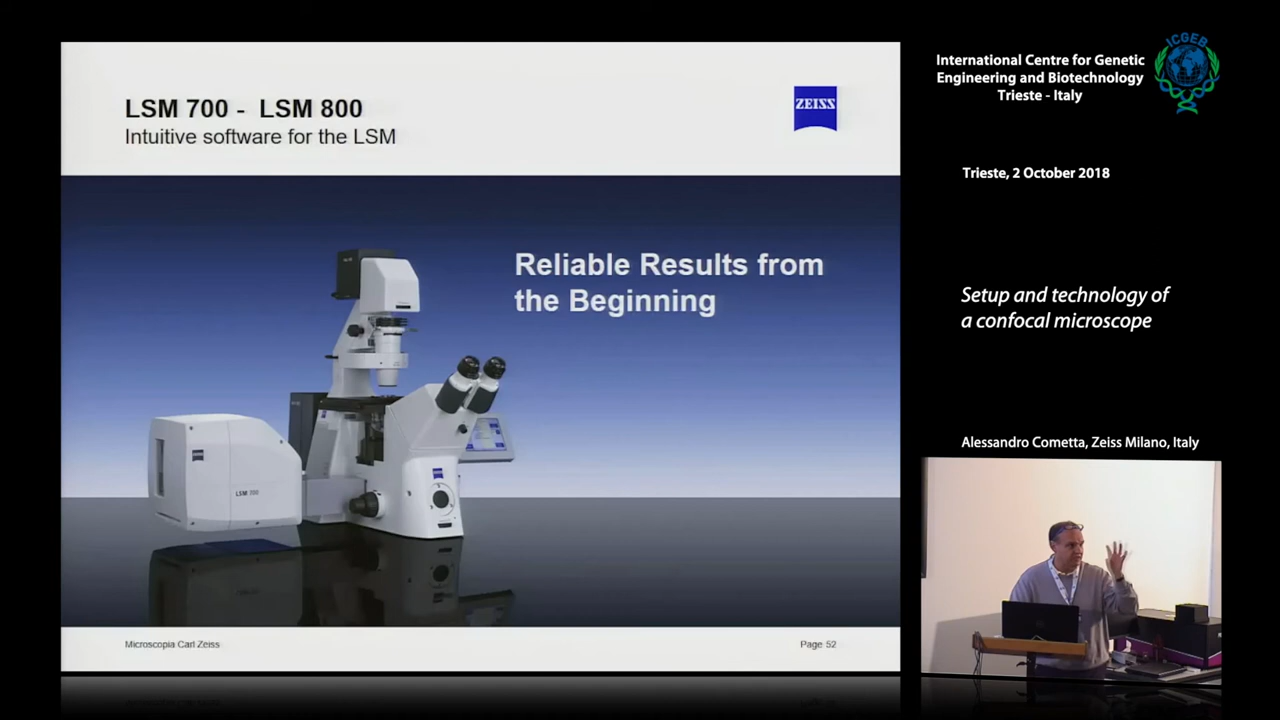 LSM 700 - LSM 800
Intuitive software for the LSM
ZEISS
Reliable Results from
the Beginning
LSM
Microscopia Carl Zeiss
Page 52
ICGEB
International Centre for Genetic
Engineering and Biotechnology
Trieste - Italy
Trieste, 2 October 2018
Setup and technology of
a confocal microscope
Alessandro Cometta, Zeiss Milano, Italy